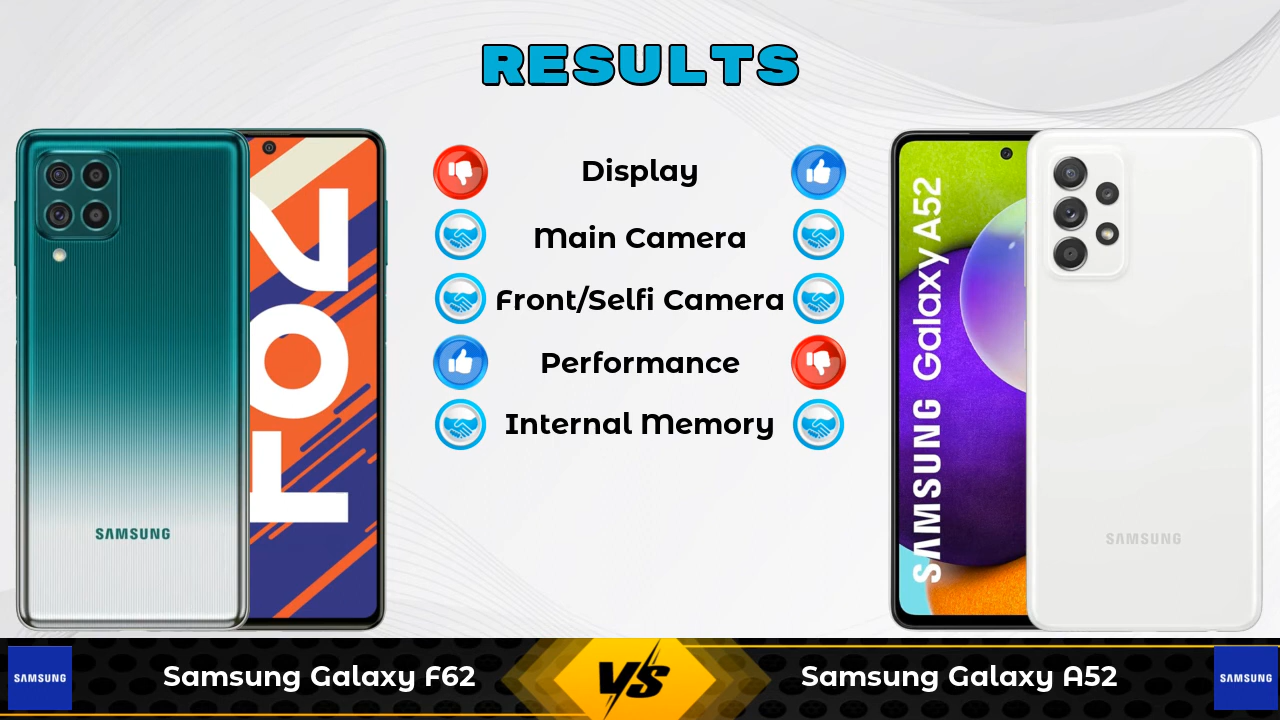 RESULTS
Display
Main Camera
Front/Selfi Camera
Performance
Internal Memory
SAMSUNG
F62
SAMSUNG Galaxy A52
SAMSUNG
SAMSUNG
Samsung Galaxy F62
VS
Samsung Galaxy A52
SAMSUNG